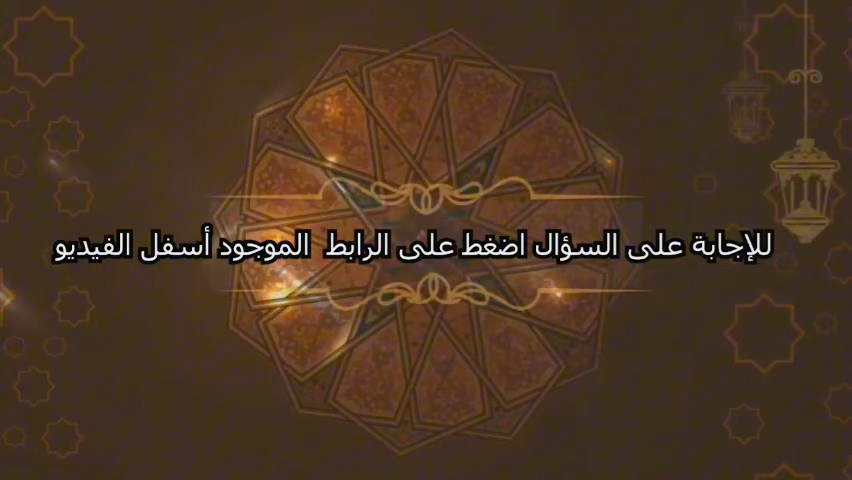 للإجابة على السؤال اضغط على الرابط الموجود أسفل الفيديو